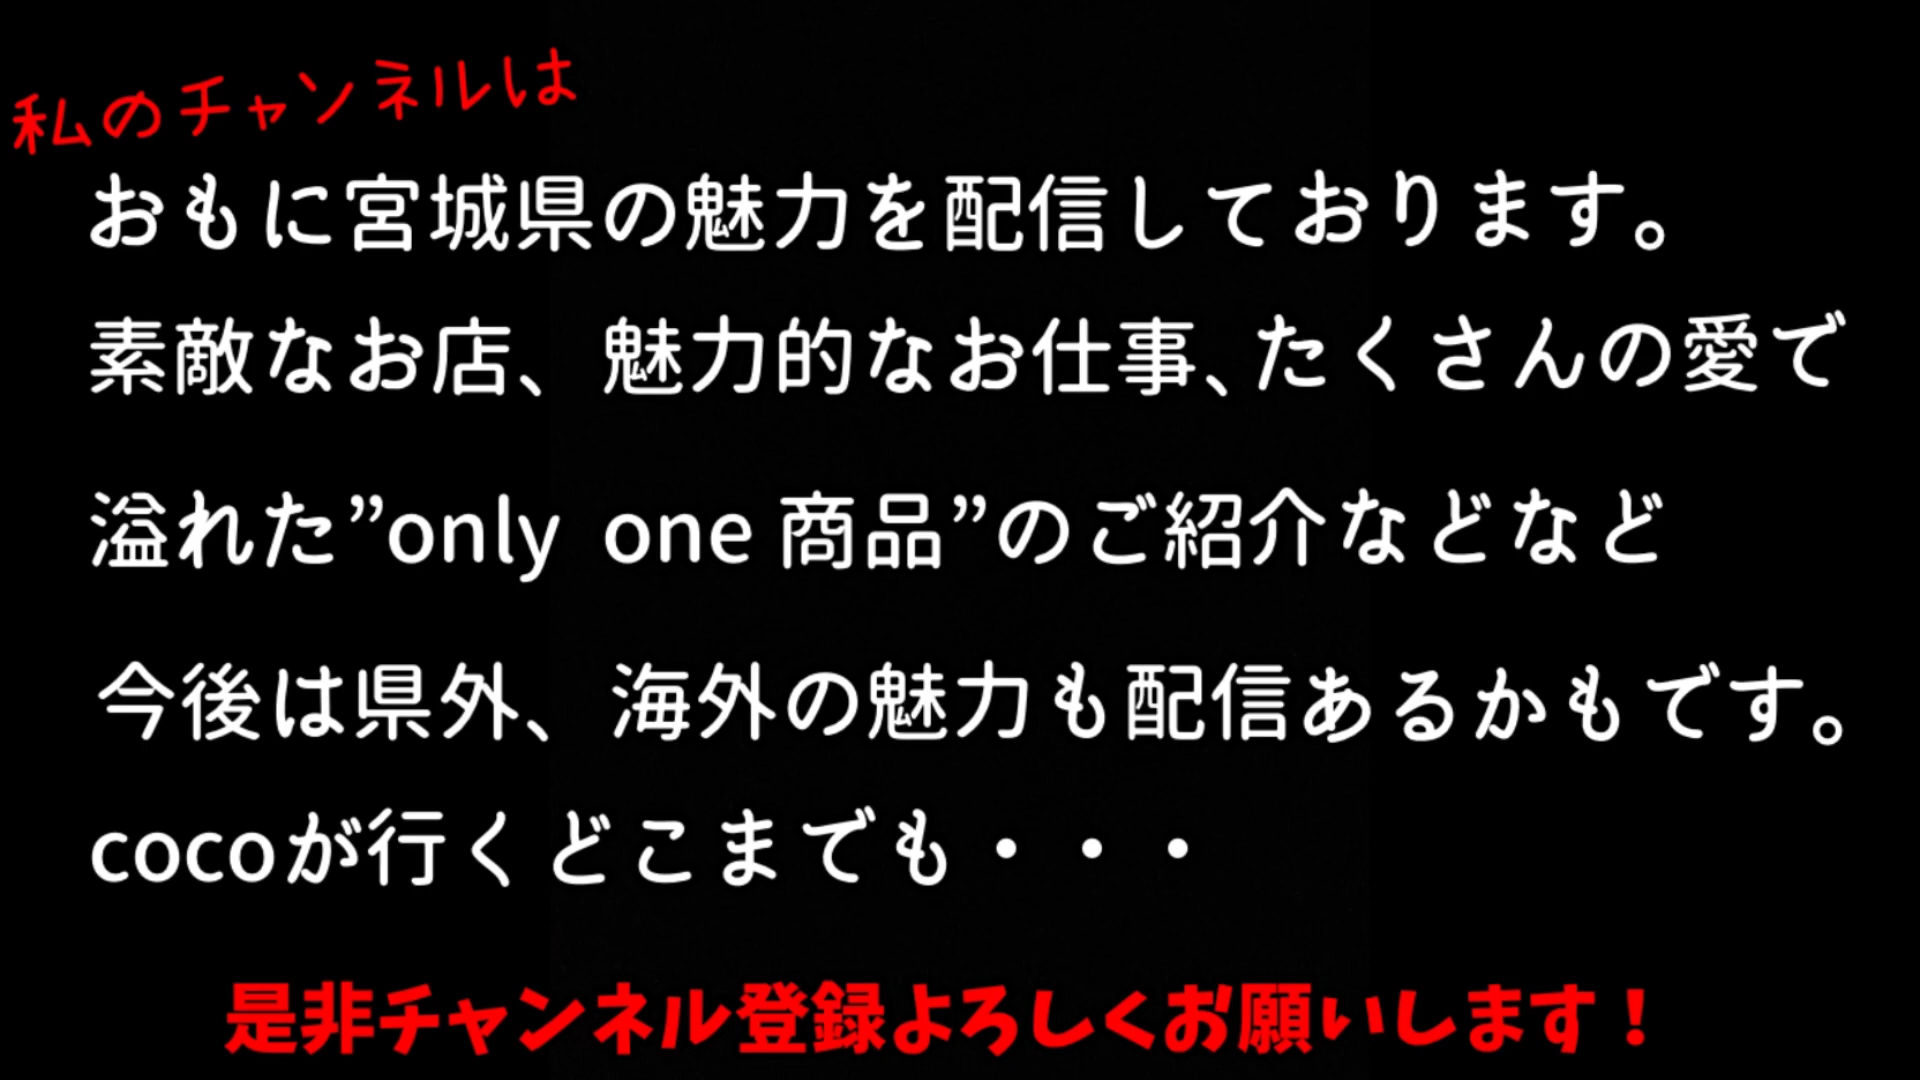 私のチャンネルは
おもに宮城県の魅力を配信しております。
素敵なお店、魅力的なお仕事、たくさんの愛で
溢れた”only one 商品”のご紹介などなど
今後は県外、海外の魅力も配信あるかもです。
cocoが行くどこまでも・・・
是非チャンネル登録よろしくお願いします！